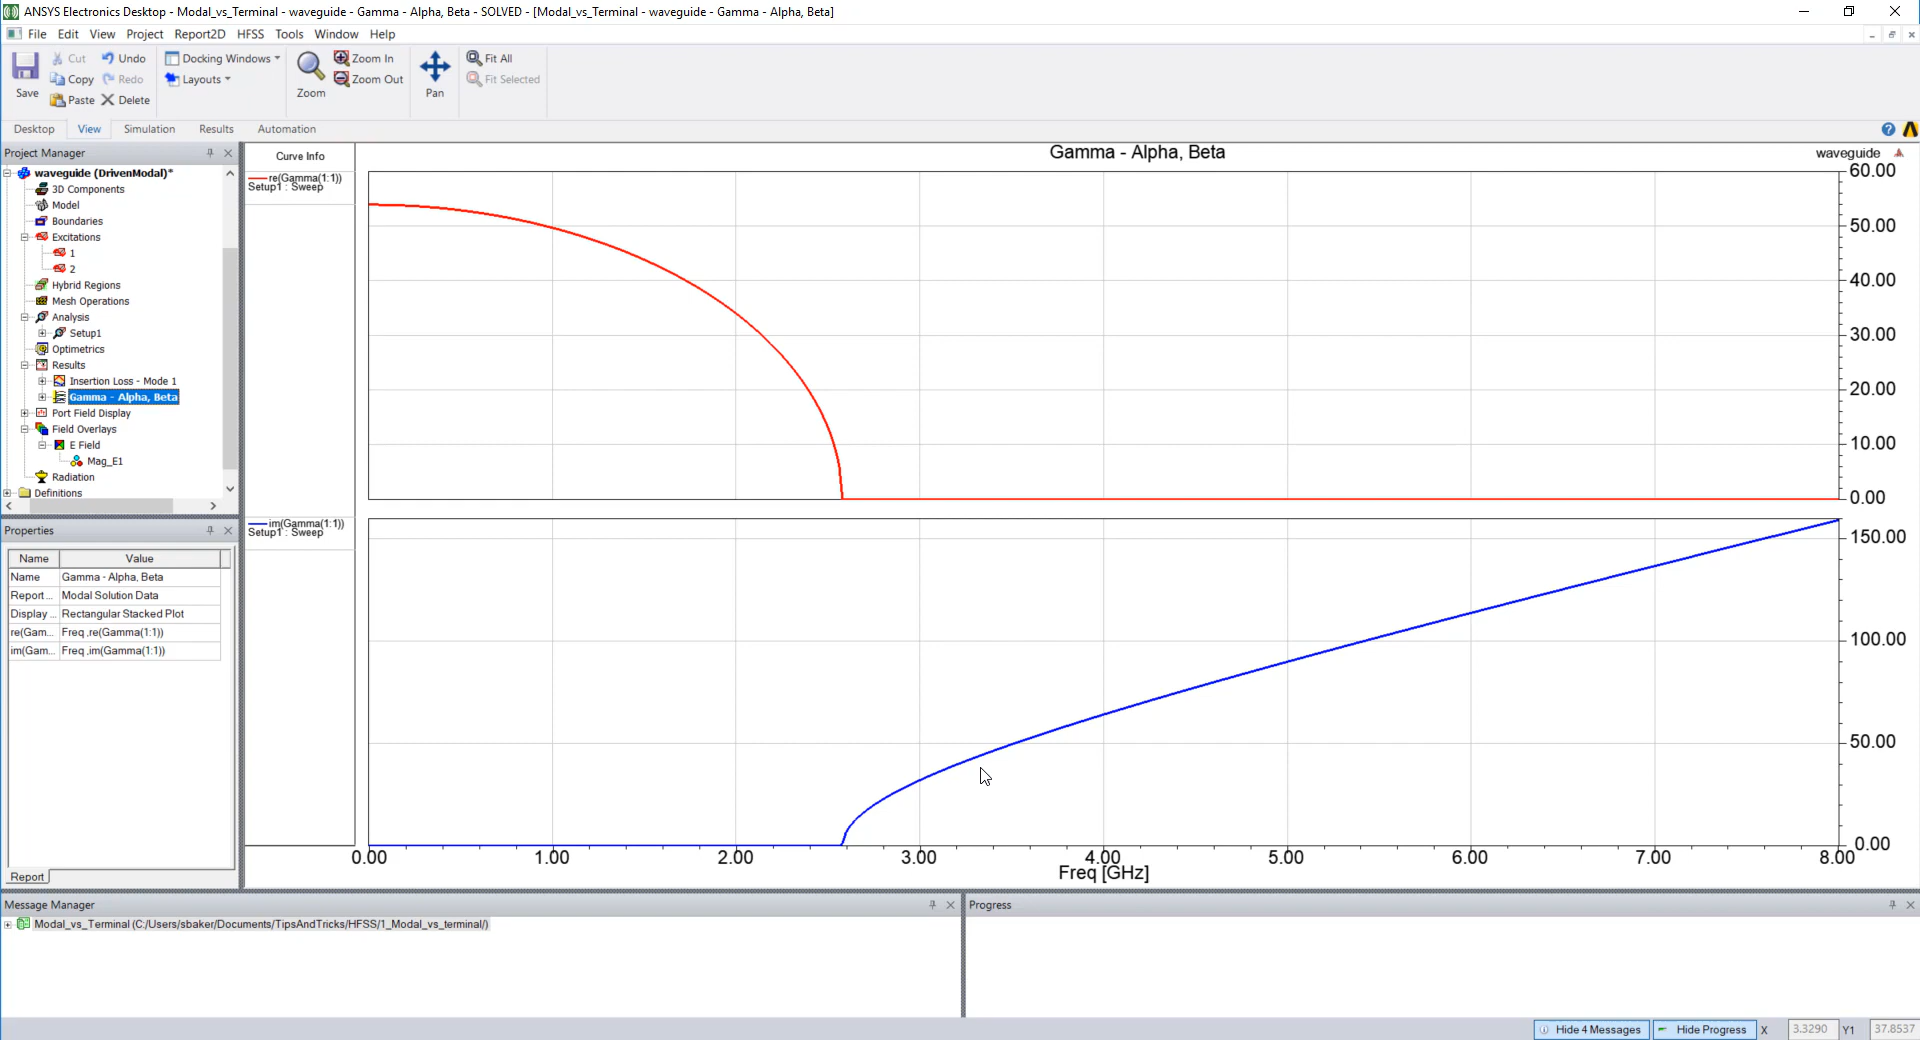 ANSYS Electronics Desktop - Modal_vs_Terminal - waveguide - Gamma - Alpha, Beta - SOLVED - [Modal_vs_Terminal - waveguide - Gamma - Alpha, Beta]
File Edit View Project Report2D HFSS Tools Window Help
Save
Cut
Copy
Paste
Undo
Redo
Delete
Docking Windows
Layouts
Zoom
Zoom In
Zoom Out
Pan
Fit All
Fit Selected
Desktop View Simulation Results Automation
Project Manager
waveguide (DrivenModal)*
3D Components
Model
Boundaries
Excitations
1
2
Hybrid Regions
Mesh Operations
Analysis
Setup1
Optimetrics
Results
Insertion Loss - Mode 1
Gamma - Alpha, Beta
Port Field Display
Field Overlays
E Field
Mag_E1
Radiation
Definitions
Properties
Name Value
Name Gamma - Alpha, Beta
Report... Modal Solution Data
Display ... Rectangular Stacked Plot
re(Gam... Freq ,re(Gamma(1:1))
im(Gam... Freq ,im(Gamma(1:1))
Report
Curve Info
re(Gamma(1:1))
Setup1 : Sweep
im(Gamma(1:1))
Setup1 : Sweep
Gamma - Alpha, Beta
waveguide
60.00
50.00
40.00
30.00
20.00
10.00
0.00
150.00
100.00
50.00
0.00
0.00 1.00 2.00 3.00 4.00 5.00 6.00 7.00 8.00
Freq [GHz]
Message Manager
Modal_vs_Terminal (C:/Users/sbaker/Documents/TipsAndTricks/HFSS/1_Modal_vs_terminal/)
Progress
Hide 4 Messages Hide Progress X 3.3290 Y1 37.8537